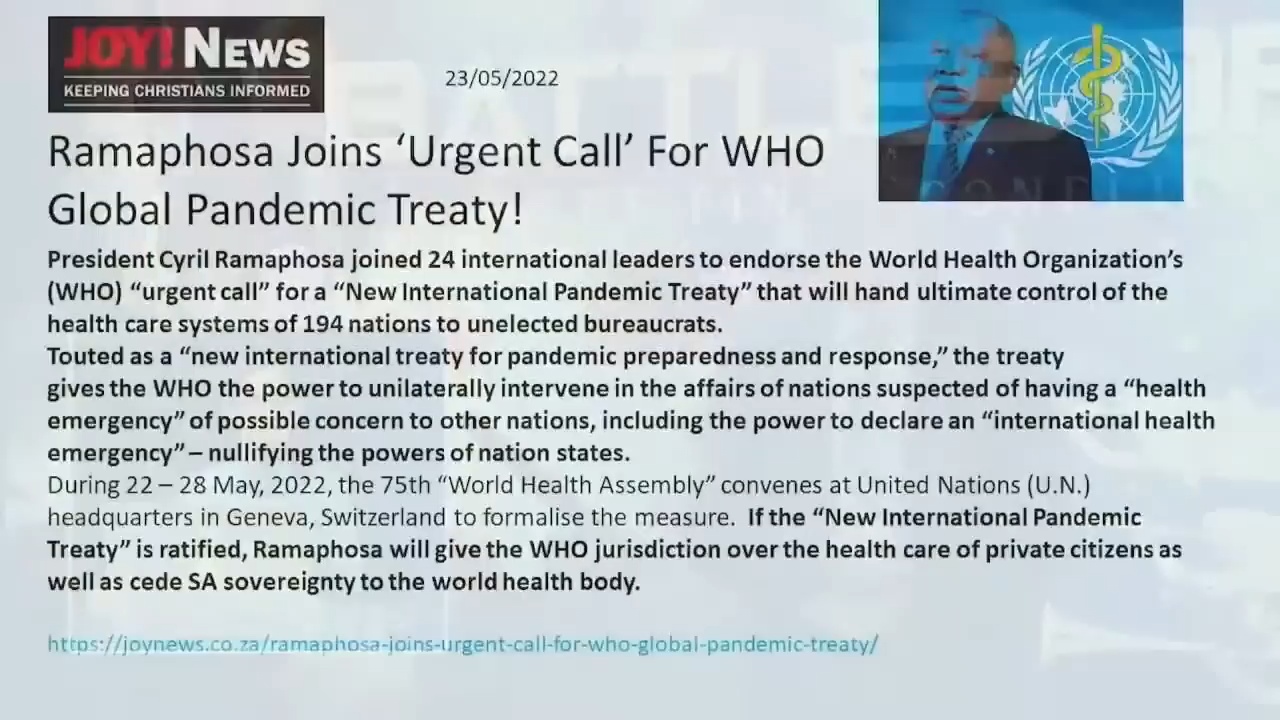 JOY! NEWS
KEEPING CHRISTIANS INFORMED
23/05/2022
Ramaphosa Joins ‘Urgent Call’ For WHO
Global Pandemic Treaty!
President Cyril Ramaphosa joined 24 international leaders to endorse the World Health Organization’s
(WHO) “urgent call” for a “New International Pandemic Treaty” that will hand ultimate control of the
health care systems of 194 nations to unelected bureaucrats.
Touted as a “new international treaty for pandemic preparedness and response,” the treaty
gives the WHO the power to unilaterally intervene in the affairs of nations suspected of having a “health
emergency” of possible concern to other nations, including the power to declare an “international health
emergency” – nullifying the powers of nation states.
During 22 – 28 May, 2022, the 75th “World Health Assembly” convenes at United Nations (U.N.)
headquarters in Geneva, Switzerland to formalise the measure. If the “New International Pandemic
Treaty” is ratified, Ramaphosa will give the WHO jurisdiction over the health care of private citizens as
well as cede SA sovereignty to the world health body.
https://joynews.co.za/ramaphosa-joins-urgent-call-for-who-global-pandemic-treaty/